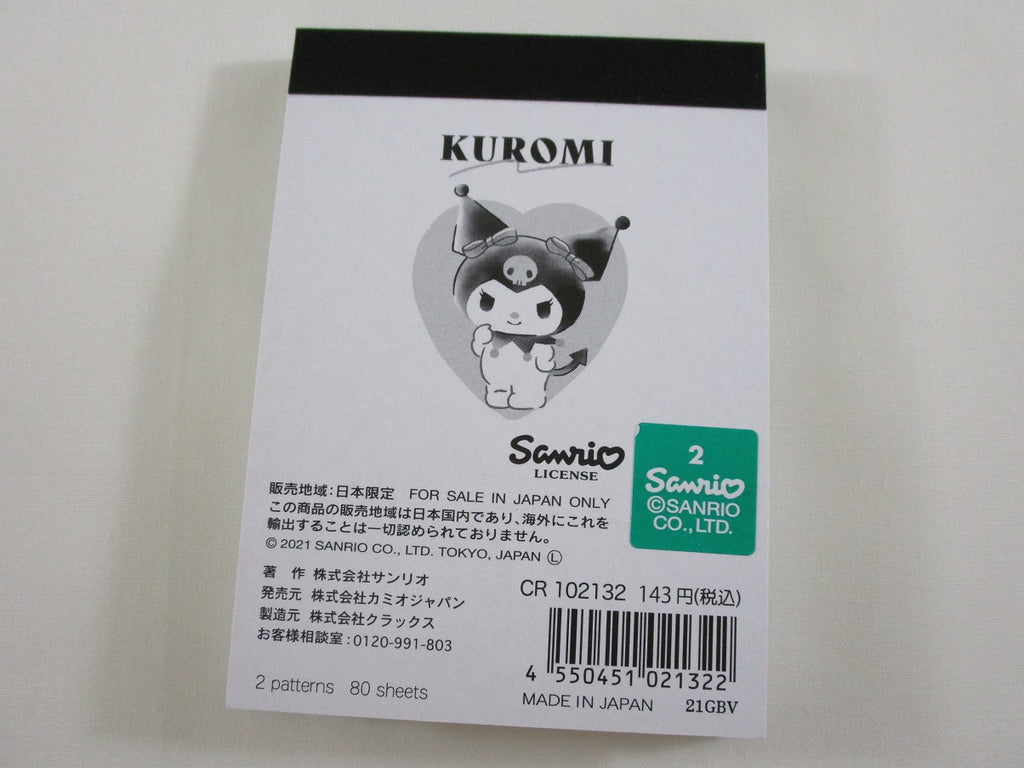 KUROMI
Sanrio
LICENSE
2
Sanrio
©SANRIO
CO.,LTD.
販売地域:日本限定 FOR SALE IN JAPAN ONLY
この商品の販売地域は日本国内であり、海外にこれを
輸出することは一切認められておりません。
© 2021 SANRIO CO., LTD. TOKYO, JAPAN Ⓛ
著 作 株式会社サンリオ
発売元 株式会社カミオジャパン
製造元 株式会社クラックス
お客様相談室:0120-991-803
CR 102132 143円(税込)
4 550451 021322
2 patterns 80 sheets
MADE IN JAPAN 21GBV